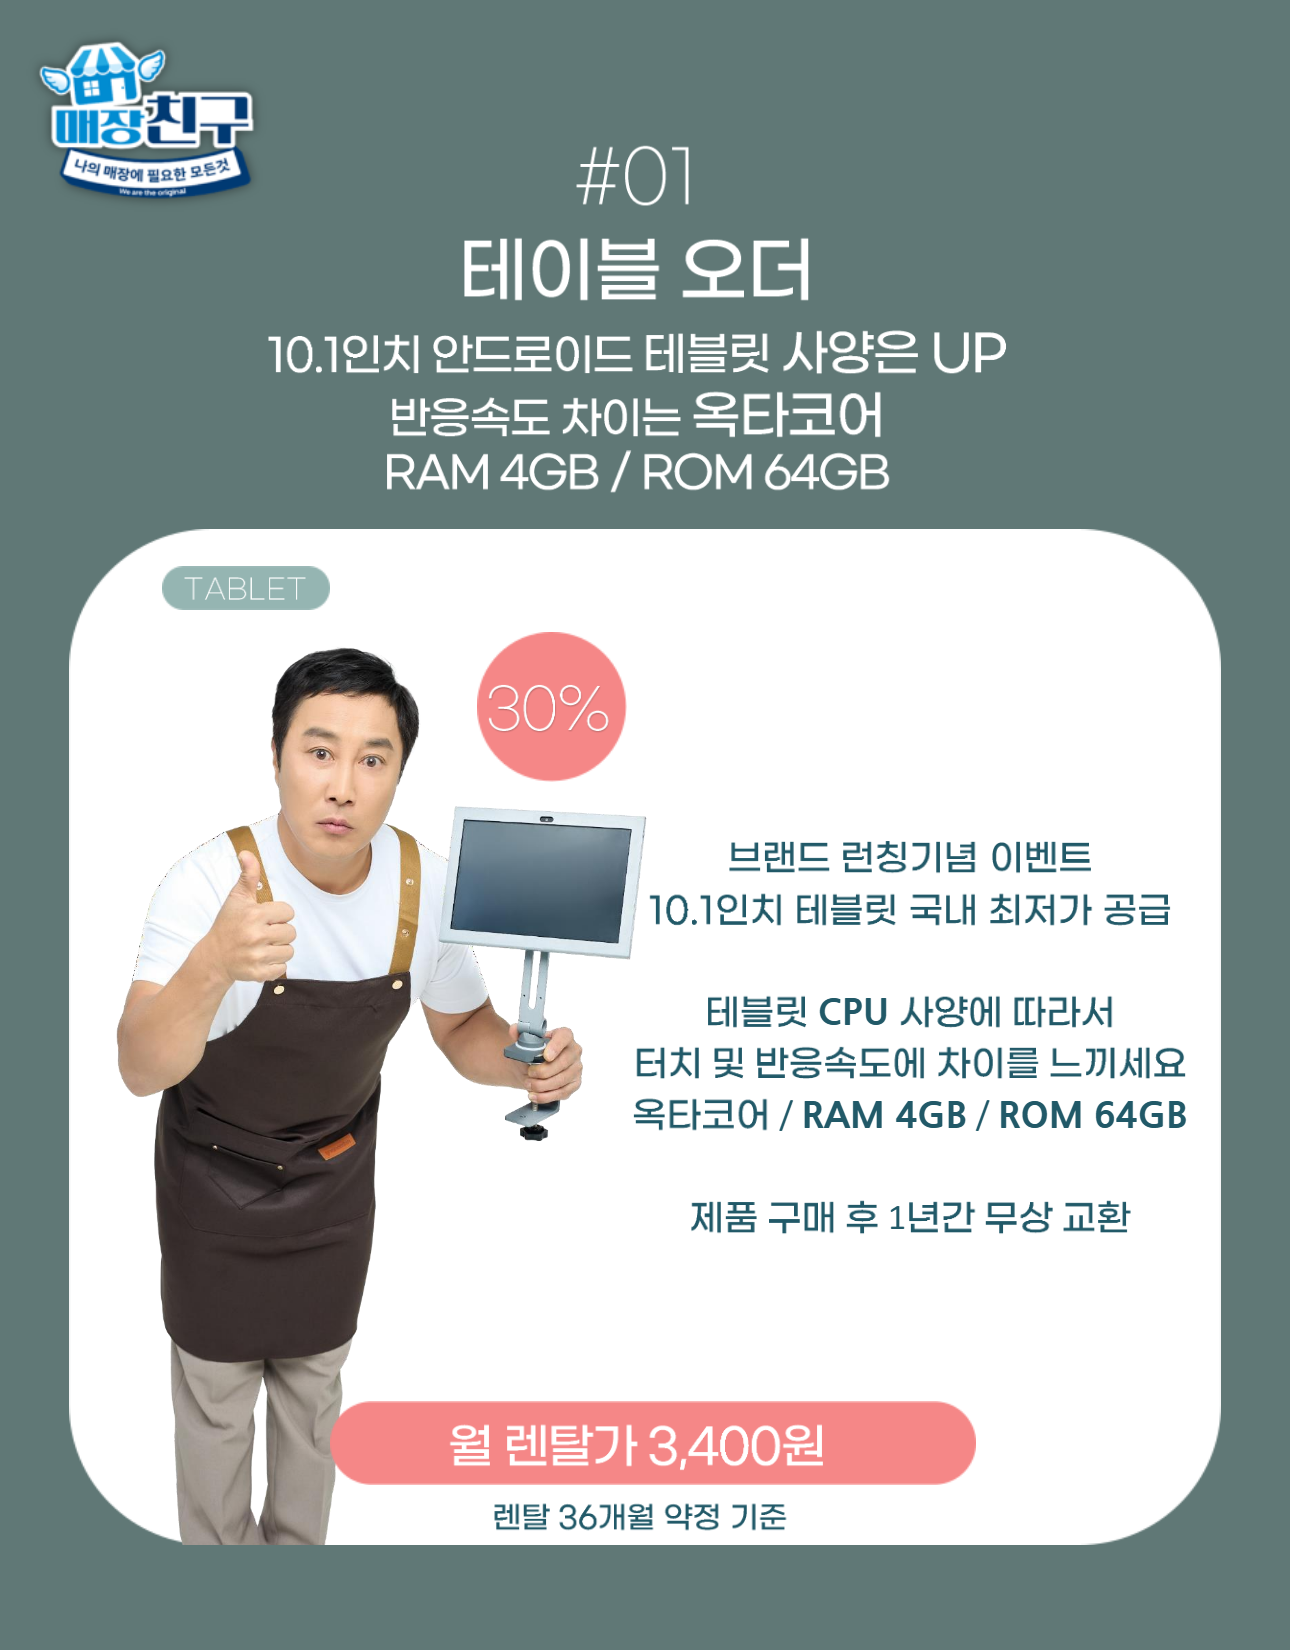 매장친구
나의 매장에 필요한 모든것
We are the original
#01
테이블 오더
10.1인치 안드로이드 테블릿 사양은 UP
반응속도 차이는 옥타코어
RAM 4GB / ROM 64GB
TABLET
30%
브랜드 런칭기념 이벤트
10.1인치 테블릿 국내 최저가 공급
테블릿 CPU 사양에 따라서
터치 및 반응속도에 차이를 느끼세요
옥타코어 / RAM 4GB / ROM 64GB
제품 구매 후 1년간 무상 교환
월 렌탈가 3,400원
렌탈 36개월 약정 기준